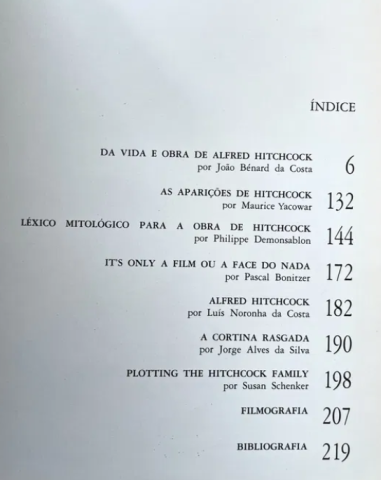 ÍNDICE
DA VIDA E OBRA DE ALFRED HITCHCOCK
por João Bénard da Costa 6
AS APARIÇÕES DE HITCHCOCK
por Maurice Yacowar 132
LÉXICO MITOLÓGICO PARA A OBRA DE HITCHCOCK
por Philippe Demonsablon 144
IT'S ONLY A FILM OU A FACE DO NADA
por Pascal Bonitzer 172
ALFRED HITCHCOCK
por Luís Noronha da Costa 182
A CORTINA RASGADA
por Jorge Alves da Silva 190
PLOTTING THE HITCHCOCK FAMILY
por Susan Schenker 198
FILMOGRAFIA 207
BIBLIOGRAFIA 219